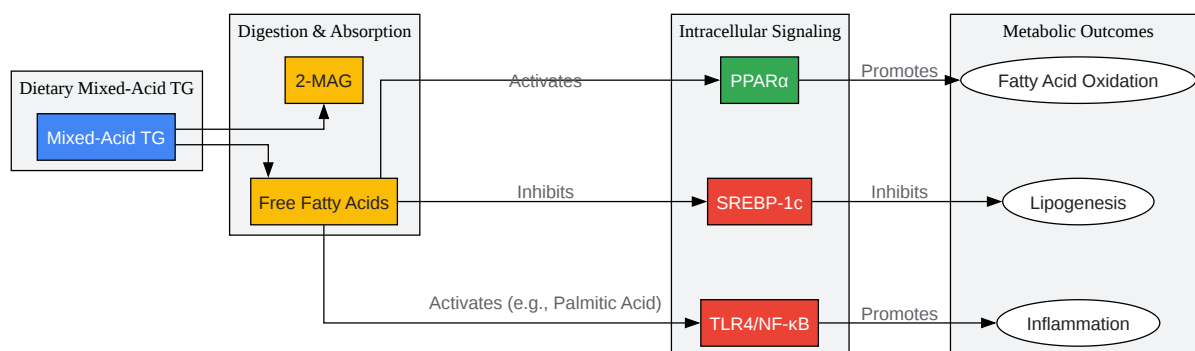 Digestion & Absorption
Intracellular Signaling
Metabolic Outcomes
Dietary Mixed-Acid TG
2-MAG
Activates
PPARα
Promotes
Fatty Acid Oxidation
Mixed-Acid TG
Free Fatty Acids
Inhibits
SREBP-1c
Inhibits
Lipogenesis
Activates (e.g., Palmitic Acid)
TLR4/NF-κB
Promotes
Inflammation